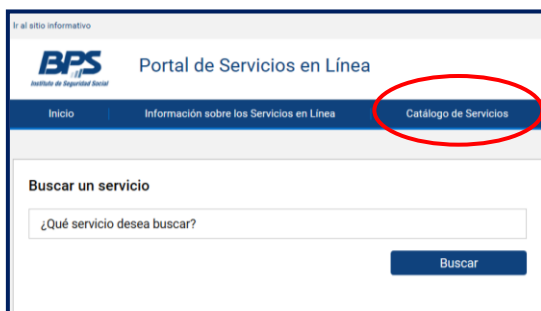 Ir al sitio informativo
BPS
Instituto de Seguridad Social
Portal de Servicios en Línea
Inicio
Información sobre los Servicios en Línea
Catálogo de Servicios
Buscar un servicio
¿Qué servicio desea buscar?
Buscar